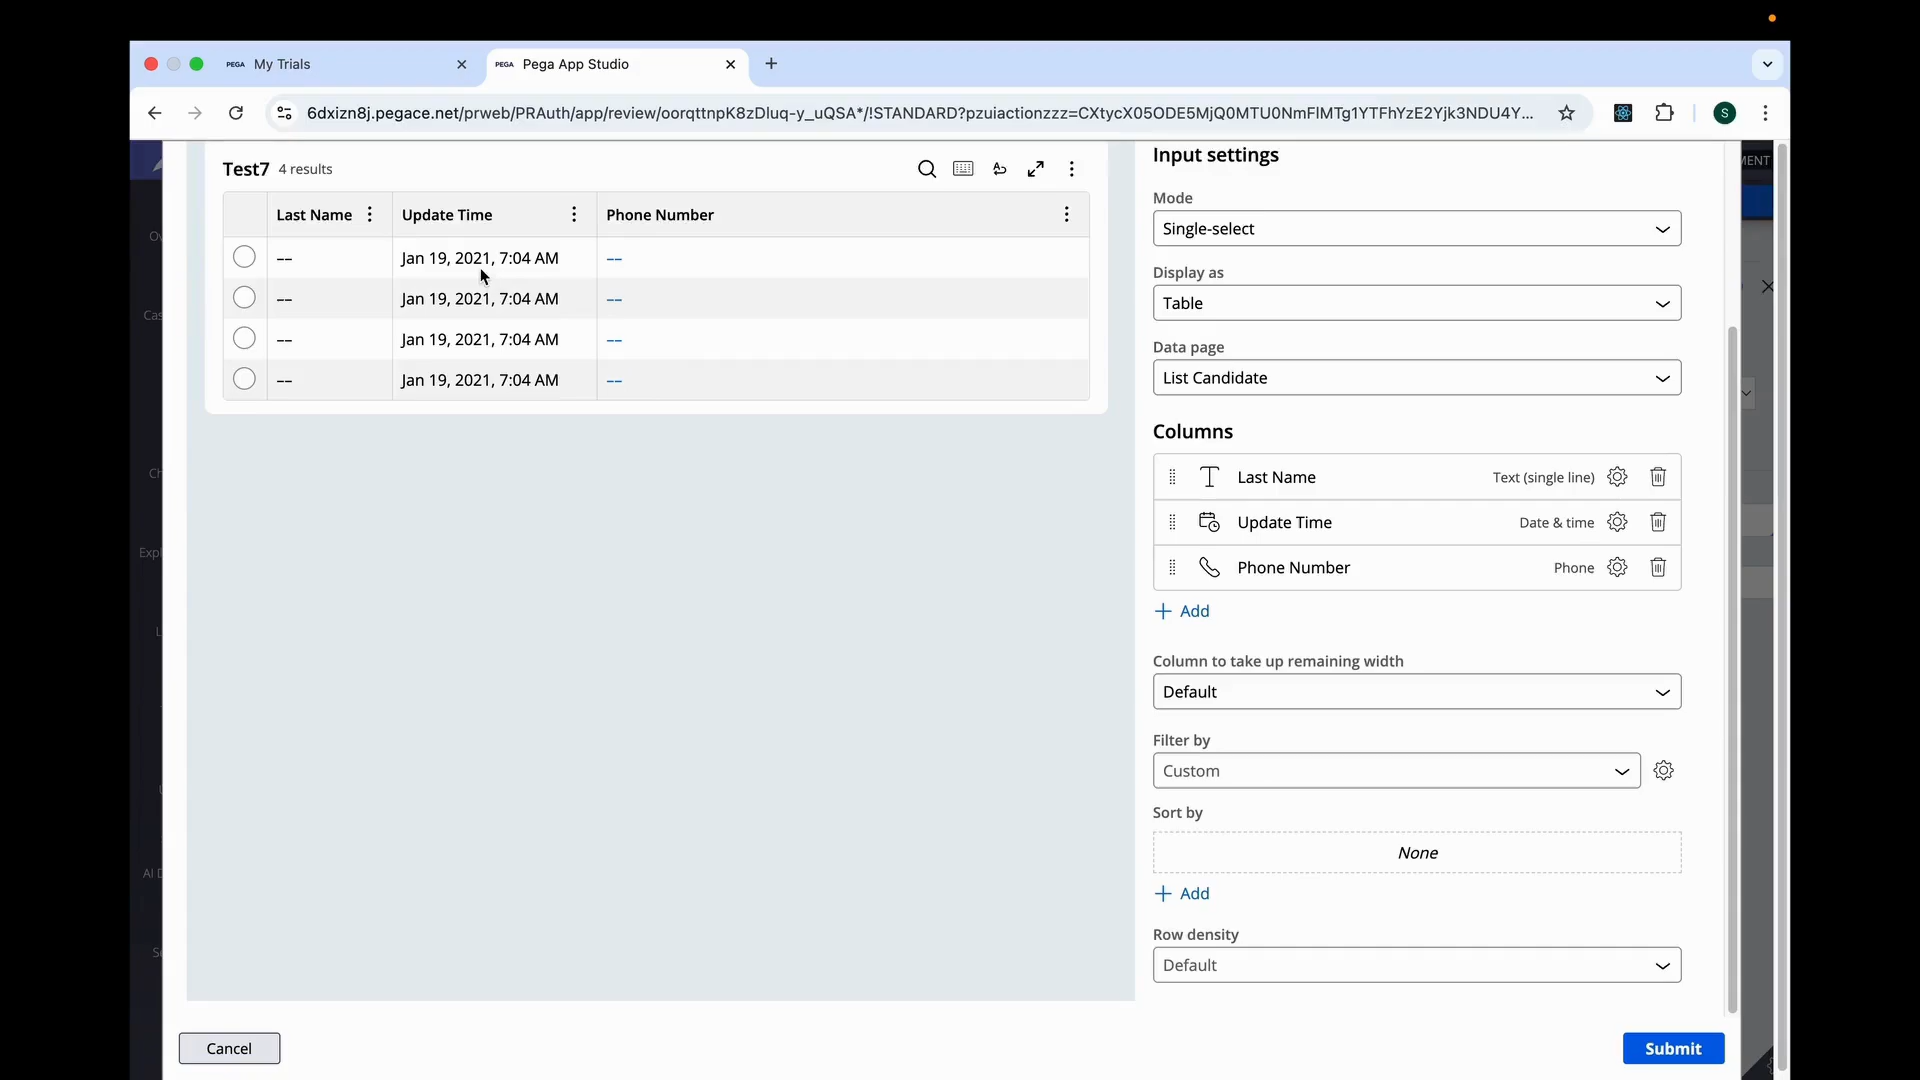 PEGA My Trials
PEGA Pega App Studio
6dxizn8j.pegace.net/prweb/PRAuth/app/review/oorqttnpK8zDluq-y_uQSA*/!STANDARD?pzuiactionzzz=CXtycX05ODE5MjQ0MTU0NmFlMTg1YTFhYzE2Yjk3NDU4Y...
S
Test7 4 results
Last Name Update Time Phone Number
-- Jan 19, 2021, 7:04 AM --
-- Jan 19, 2021, 7:04 AM --
-- Jan 19, 2021, 7:04 AM --
-- Jan 19, 2021, 7:04 AM --
Input settings
Mode
Single-select
Display as
Table
Data page
List Candidate
Columns
Last Name Text (single line)
Update Time Date & time
Phone Number Phone
Add
Column to take up remaining width
Default
Filter by
Custom
Sort by
None
Add
Row density
Default
Cancel
Submit